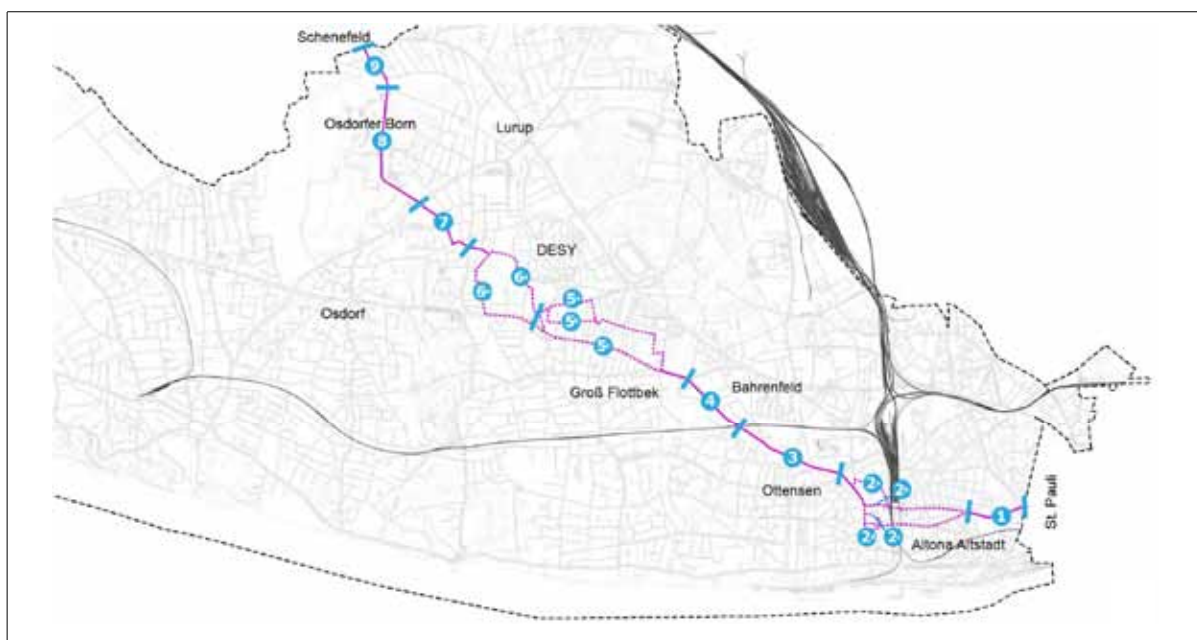 Schenefeld
9
Osdorfer Born
Lurup
8
7
DESY
6
6
5
5
Osdorf
5
Groß Flottbek
Bahrenfeld
4
3
Ottensen
2
2
1
St. Pauli
2
2
Altona Altstadt